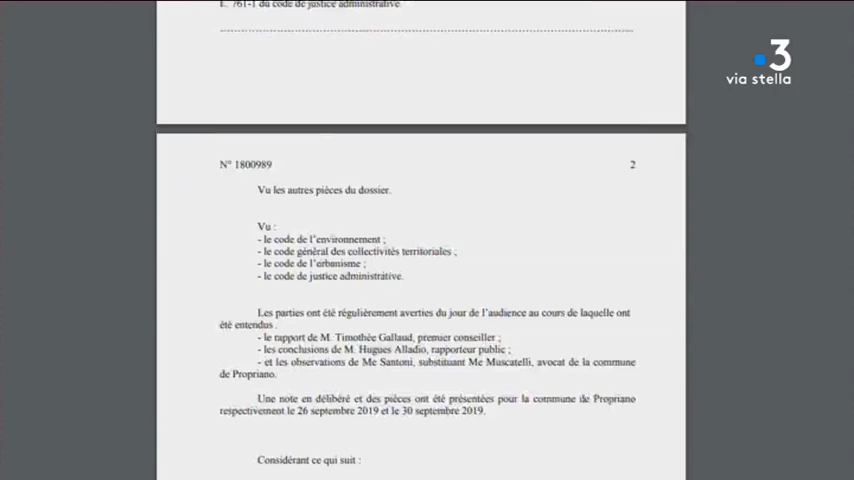 L. 761-1 du code de justice administrative.
3
via stella
N° 1800989 2
Vu les autres pièces du dossier.
Vu :
- le code de l'environnement ;
- le code général des collectivités territoriales ;
- le code de l'urbanisme ;
- le code de justice administrative.
Les parties ont été régulièrement averties du jour de l'audience au cours de laquelle ont
été entendus :
- le rapport de M. Timothée Gallaud, premier conseiller ;
- les conclusions de M. Hugues Alladio, rapporteur public ;
- et les observations de Me Santoni, substituant Me Muscatelli, avocat de la commune
de Propriano.
Une note en délibéré et des pièces ont été présentées pour la commune de Propriano
respectivement le 26 septembre 2019 et le 30 septembre 2019.
Considérant ce qui suit :